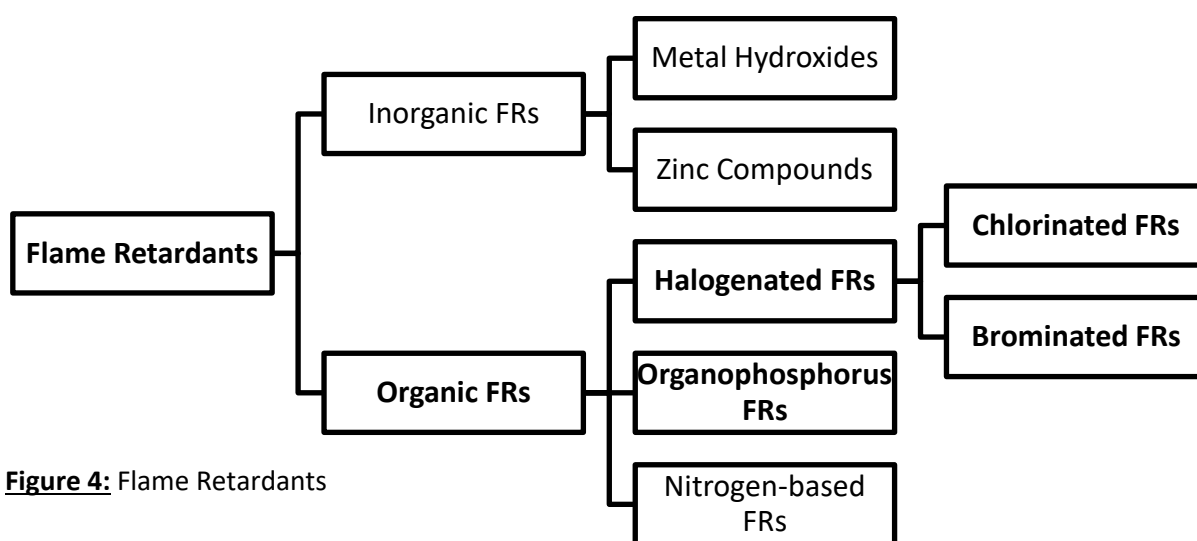 Metal Hydroxides
Inorganic FRs
Zinc Compounds
Chlorinated FRs
Flame Retardants
Halogenated FRs
Brominated FRs
Organophosphorus
FRs
Organic FRs
Nitrogen-based
FRs
Figure 4: Flame Retardants